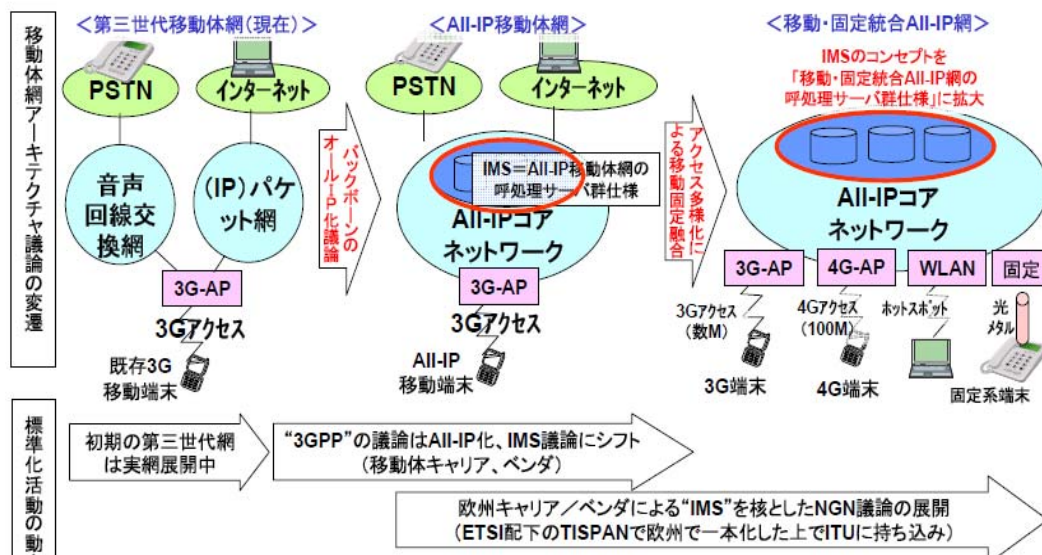 移動体網アーキテクチャ議論の変遷
<第三世代移動体網(現在)>
PSTN
インターネット
音声
回線交
換網
(IP)パケ
ット網
3G-AP
3Gアクセス
既存3G
移動端末
バックボーンの
オールIP化議論
<All-IP移動体網>
PSTN
インターネット
IMS=All-IP移動体網の
呼処理サーバ群仕様
All-IPコア
ネットワーク
3G-AP
3Gアクセス
All-IP
移動端末
アクセス多様化に
よる移動固定融合
<移動・固定統合All-IP網>
IMSのコンセプトを
「移動・固定統合All-IP網の
呼処理サーバ群仕様」に拡大
All-IPコア
ネットワーク
3G-AP
4G-AP
WLAN
固定
3Gアクセス
(数M)
4Gアクセス
(100M)
ホットスポット
光
メタル
3G端末
4G端末
固定系端末
標準化活動の動
初期の第三世代網
は実網展開中
“3GPP”の議論はAll-IP化、IMS議論にシフト
(移動体キャリア、ベンダ)
欧州キャリア/ベンダによる“IMS”を核としたNGN議論の展開
(ETSI配下のTISPANで欧州で一本化した上でITUに持ち込み)